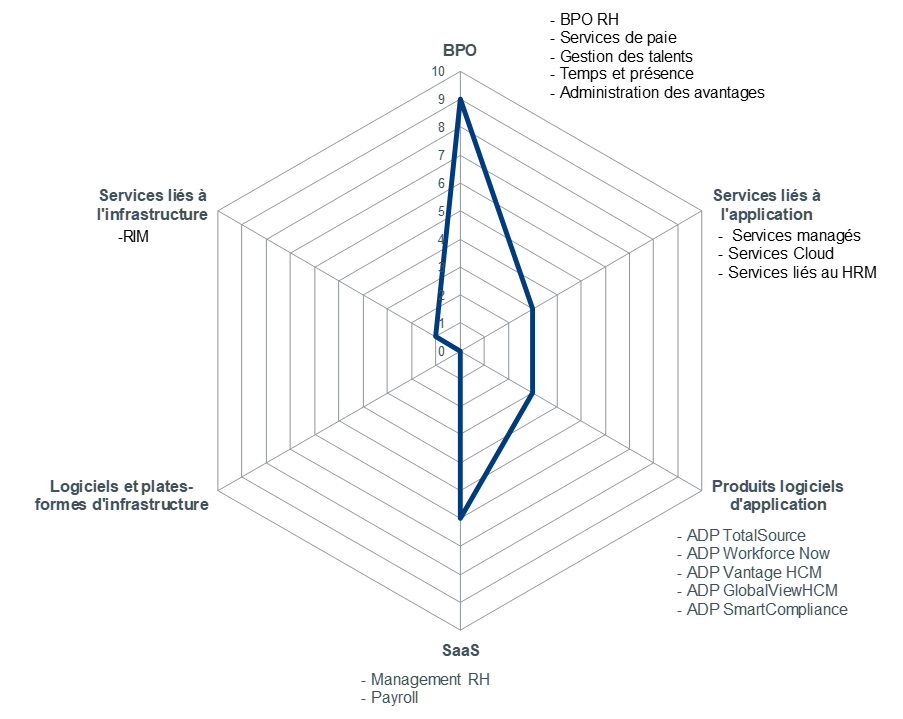 - BPO RH
- Services de paie
- Gestion des talents
- Temps et présence
- Administration des avantages
BPO
10
9
8
7
6
5
4
3
2
1
0
Services liés à
l'infrastructure
-RIM
Services liés à
l'application
- Services managés
- Services Cloud
- Services liés au HRM
Logiciels et plates-
formes d'infrastructure
Produits logiciels
d'application
- ADP TotalSource
- ADP Workforce Now
- ADP Vantage HCM
- ADP GlobalViewHCM
- ADP SmartCompliance
SaaS
- Management RH
- Payroll